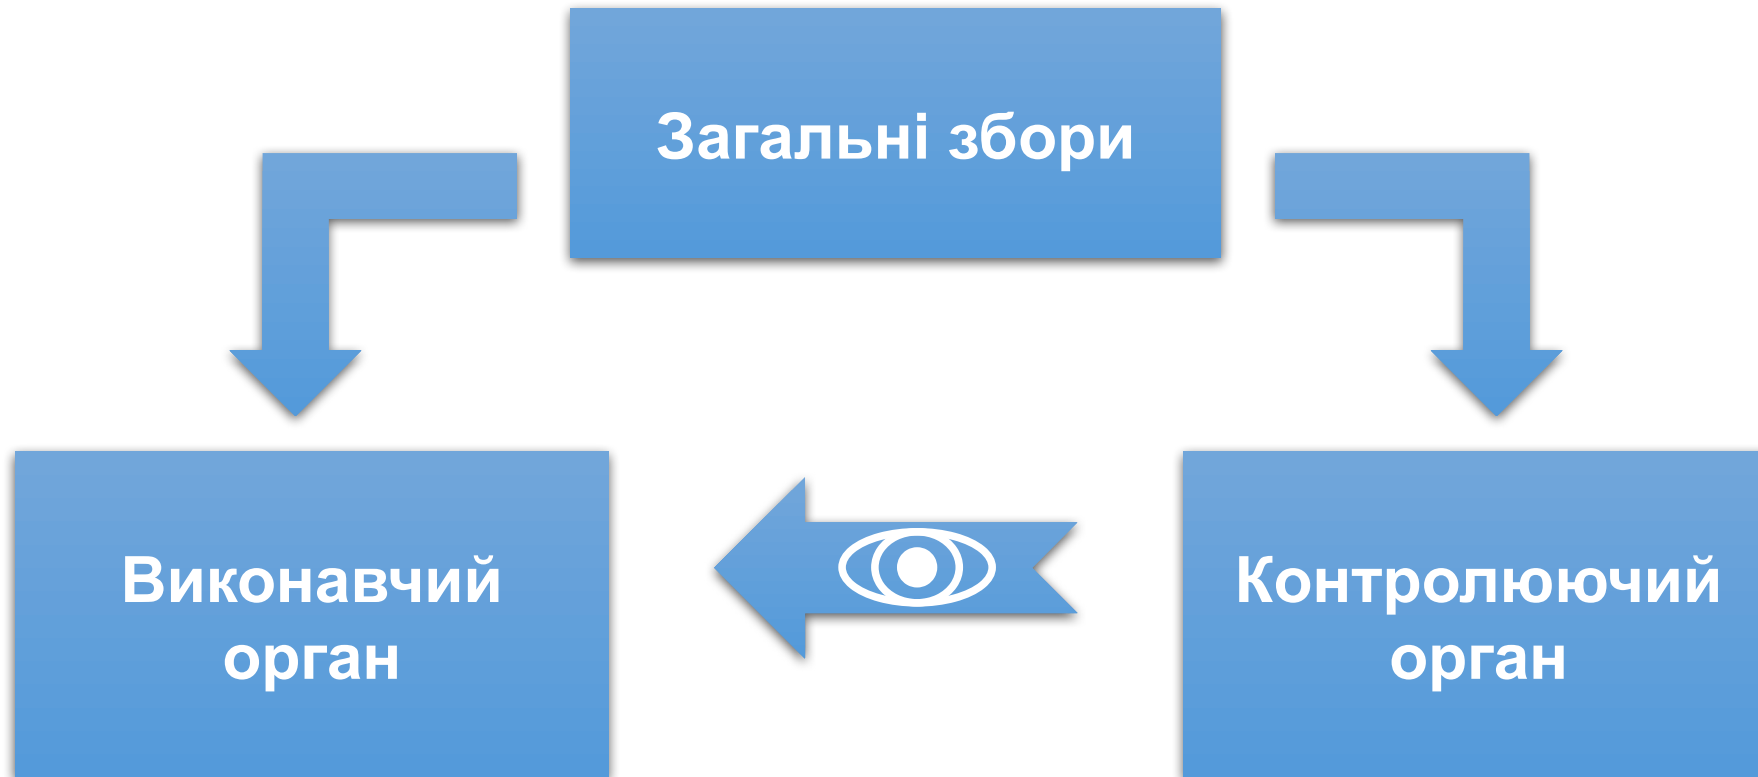 Загальні збори
Виконавчий
орган
Контролюючий
орган